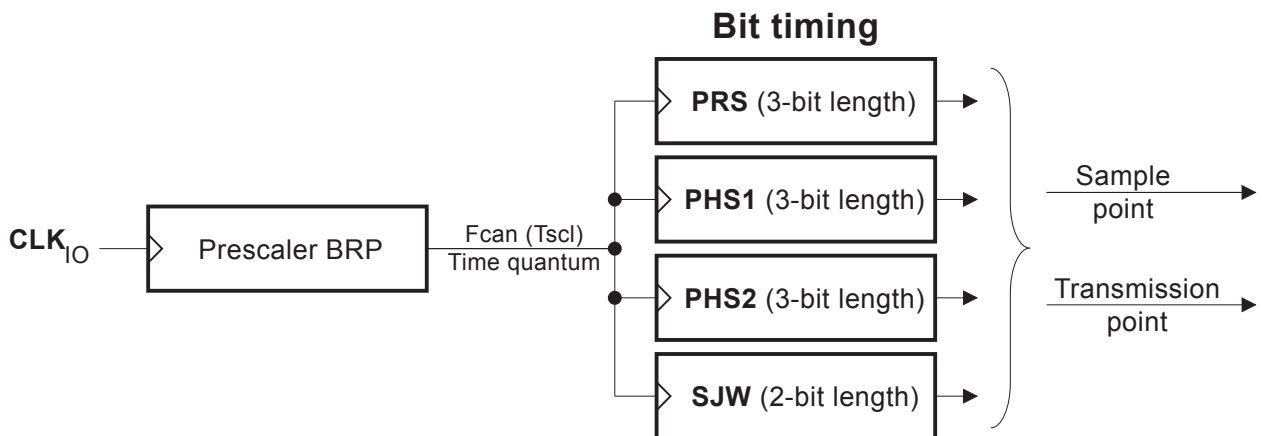 Bit timing
PRS (3-bit length)
PHS1 (3-bit length)
Sample
point
CLKIO
Prescaler BRP
Fcan (Tscl)
Time quantum
PHS2 (3-bit length)
Transmission
point
SJW (2-bit length)